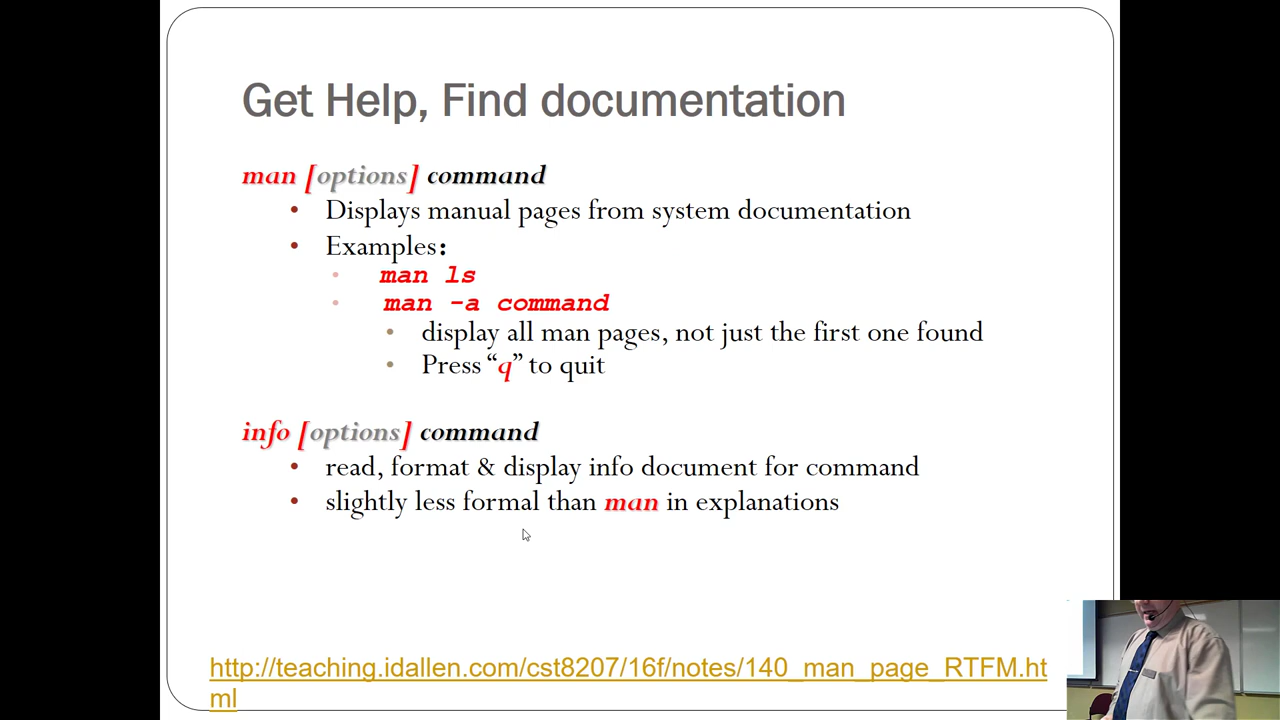 Get Help, Find documentation
man [options] command
• Displays manual pages from system documentation
• Examples:
• man ls
• man -a command
• display all man pages, not just the first one found
• Press “q” to quit
info [options] command
• read, format & display info document for command
• slightly less formal than man in explanations
http://teaching.idallen.com/cst8207/16f/notes/140_man_page_RTFM.ht
ml